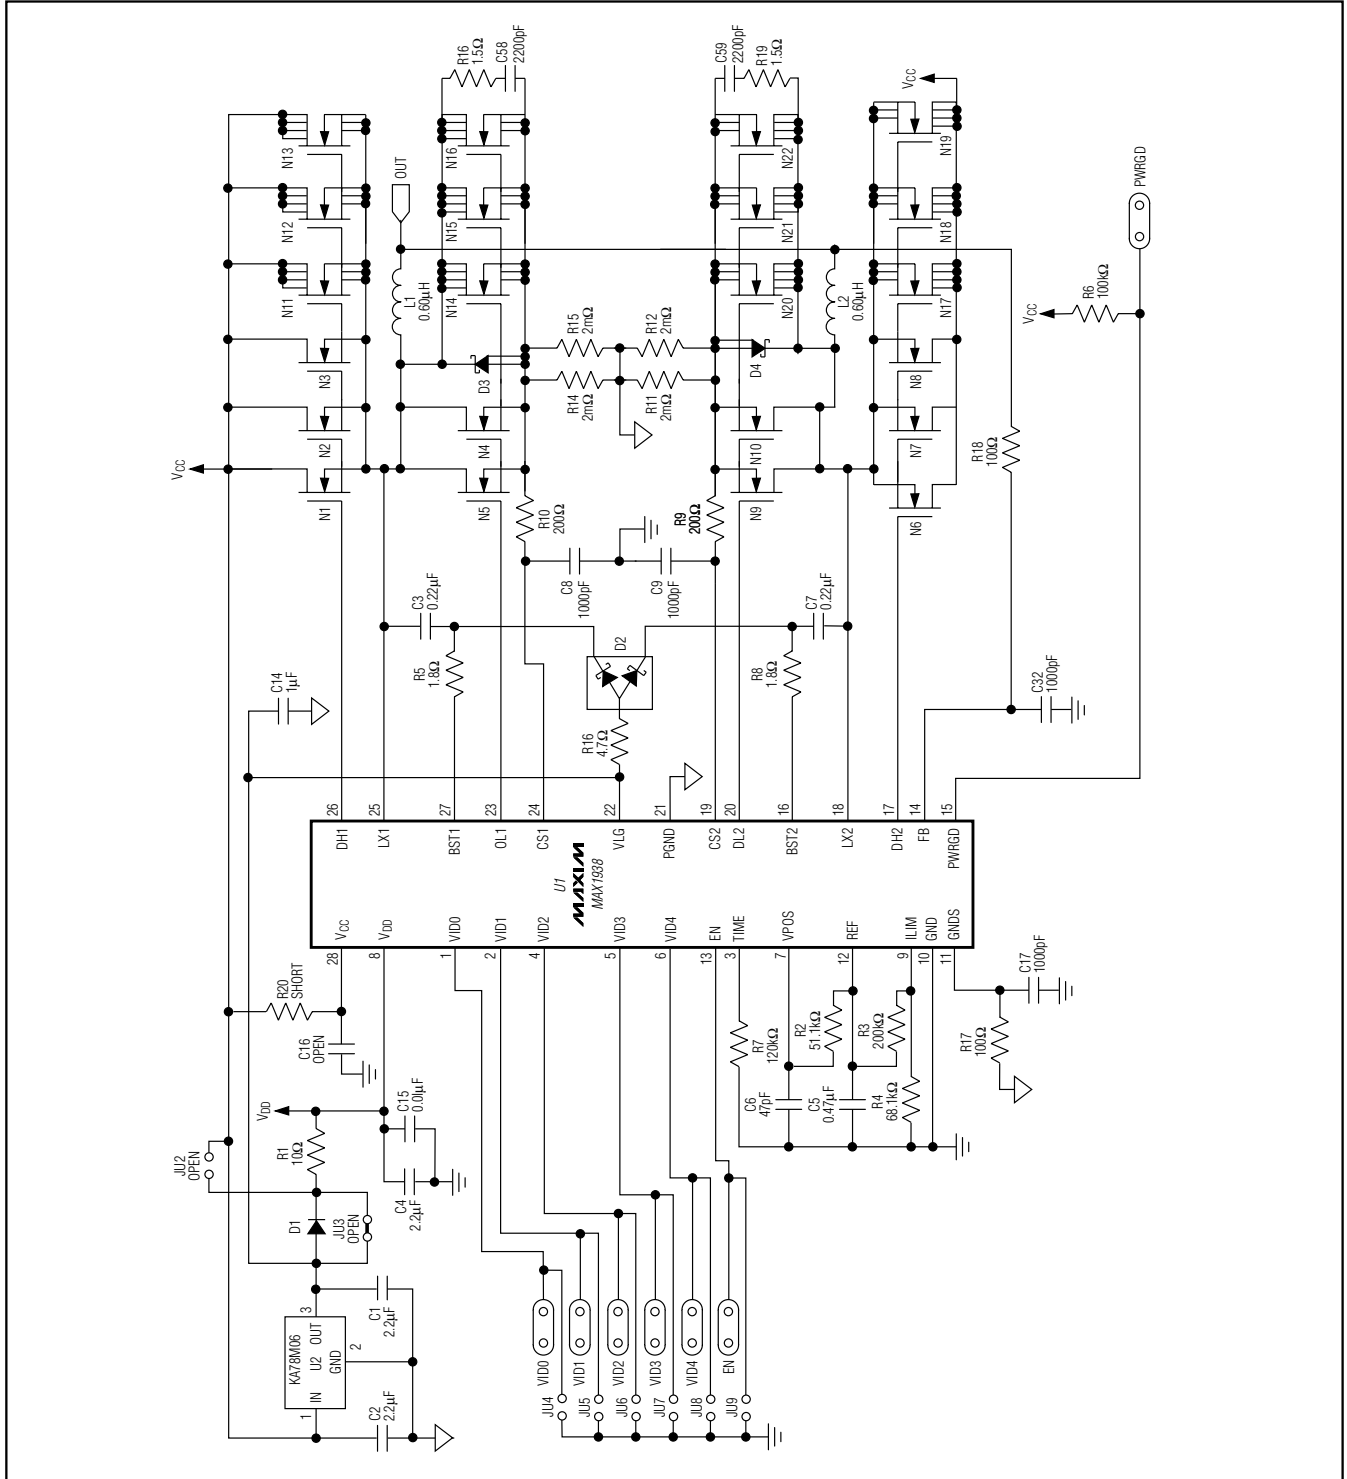 R16
1.5Ω
C58
2200pF
C59
2200pF
R19
1.5Ω
VCC
N13
N16
N22
N19
OUT
PWRGD
N12
N15
N21
N18
N11
L1
0.60μH
N14
N20
L2
0.60μH
N17
R15
2mΩ
R12
2mΩ
VCC
R6
100kΩ
N3
D3
D4
N8
R14
2mΩ
R11
2mΩ
N2
N4
N10
N7
R18
100Ω
VCC
N1
N5
R10
200Ω
R9
200Ω
N9
N6
C8
1000pF
C9
1000pF
C3
0.22μF
C7
0.22μF
R5
1.8Ω
D2
R8
1.8Ω
C14
1μF
R16
4.7Ω
C32
1000pF
26
25
27
23
24
22
21
19
20
16
18
17
14
15
DH1
LX1
BST1
OL1
CS1
VLG
PGND
CS2
DL2
BST2
LX2
DH2
FB
PWRGD
U1
MAXIM
MAX1938
VCC
VDD
VID0
VID1
VID2
VID3
VID4
EN
TIME
VPOS
REF
ILIM
GND
GNDS
28
8
1
2
4
5
6
13
3
7
12
9
10
11
R20
SHORT
C16
OPEN
R7
120kΩ
R2
51.1kΩ
R3
200kΩ
R17
100Ω
C17
1000pF
C6
47pF
C5
0.47μF
R4
68.1kΩ
VDD
C15
0.0IμF
JU2
OPEN
R1
10Ω
C4
2.2μF
D1
JU3
OPEN
KA78M06
U2
IN
OUT
GND
1
3
2
C1
2.2μF
C2
2.2μF
VID0
VID1
VID2
VID3
VID4
EN
JU4
JU5
JU6
JU7
JU8
JU9